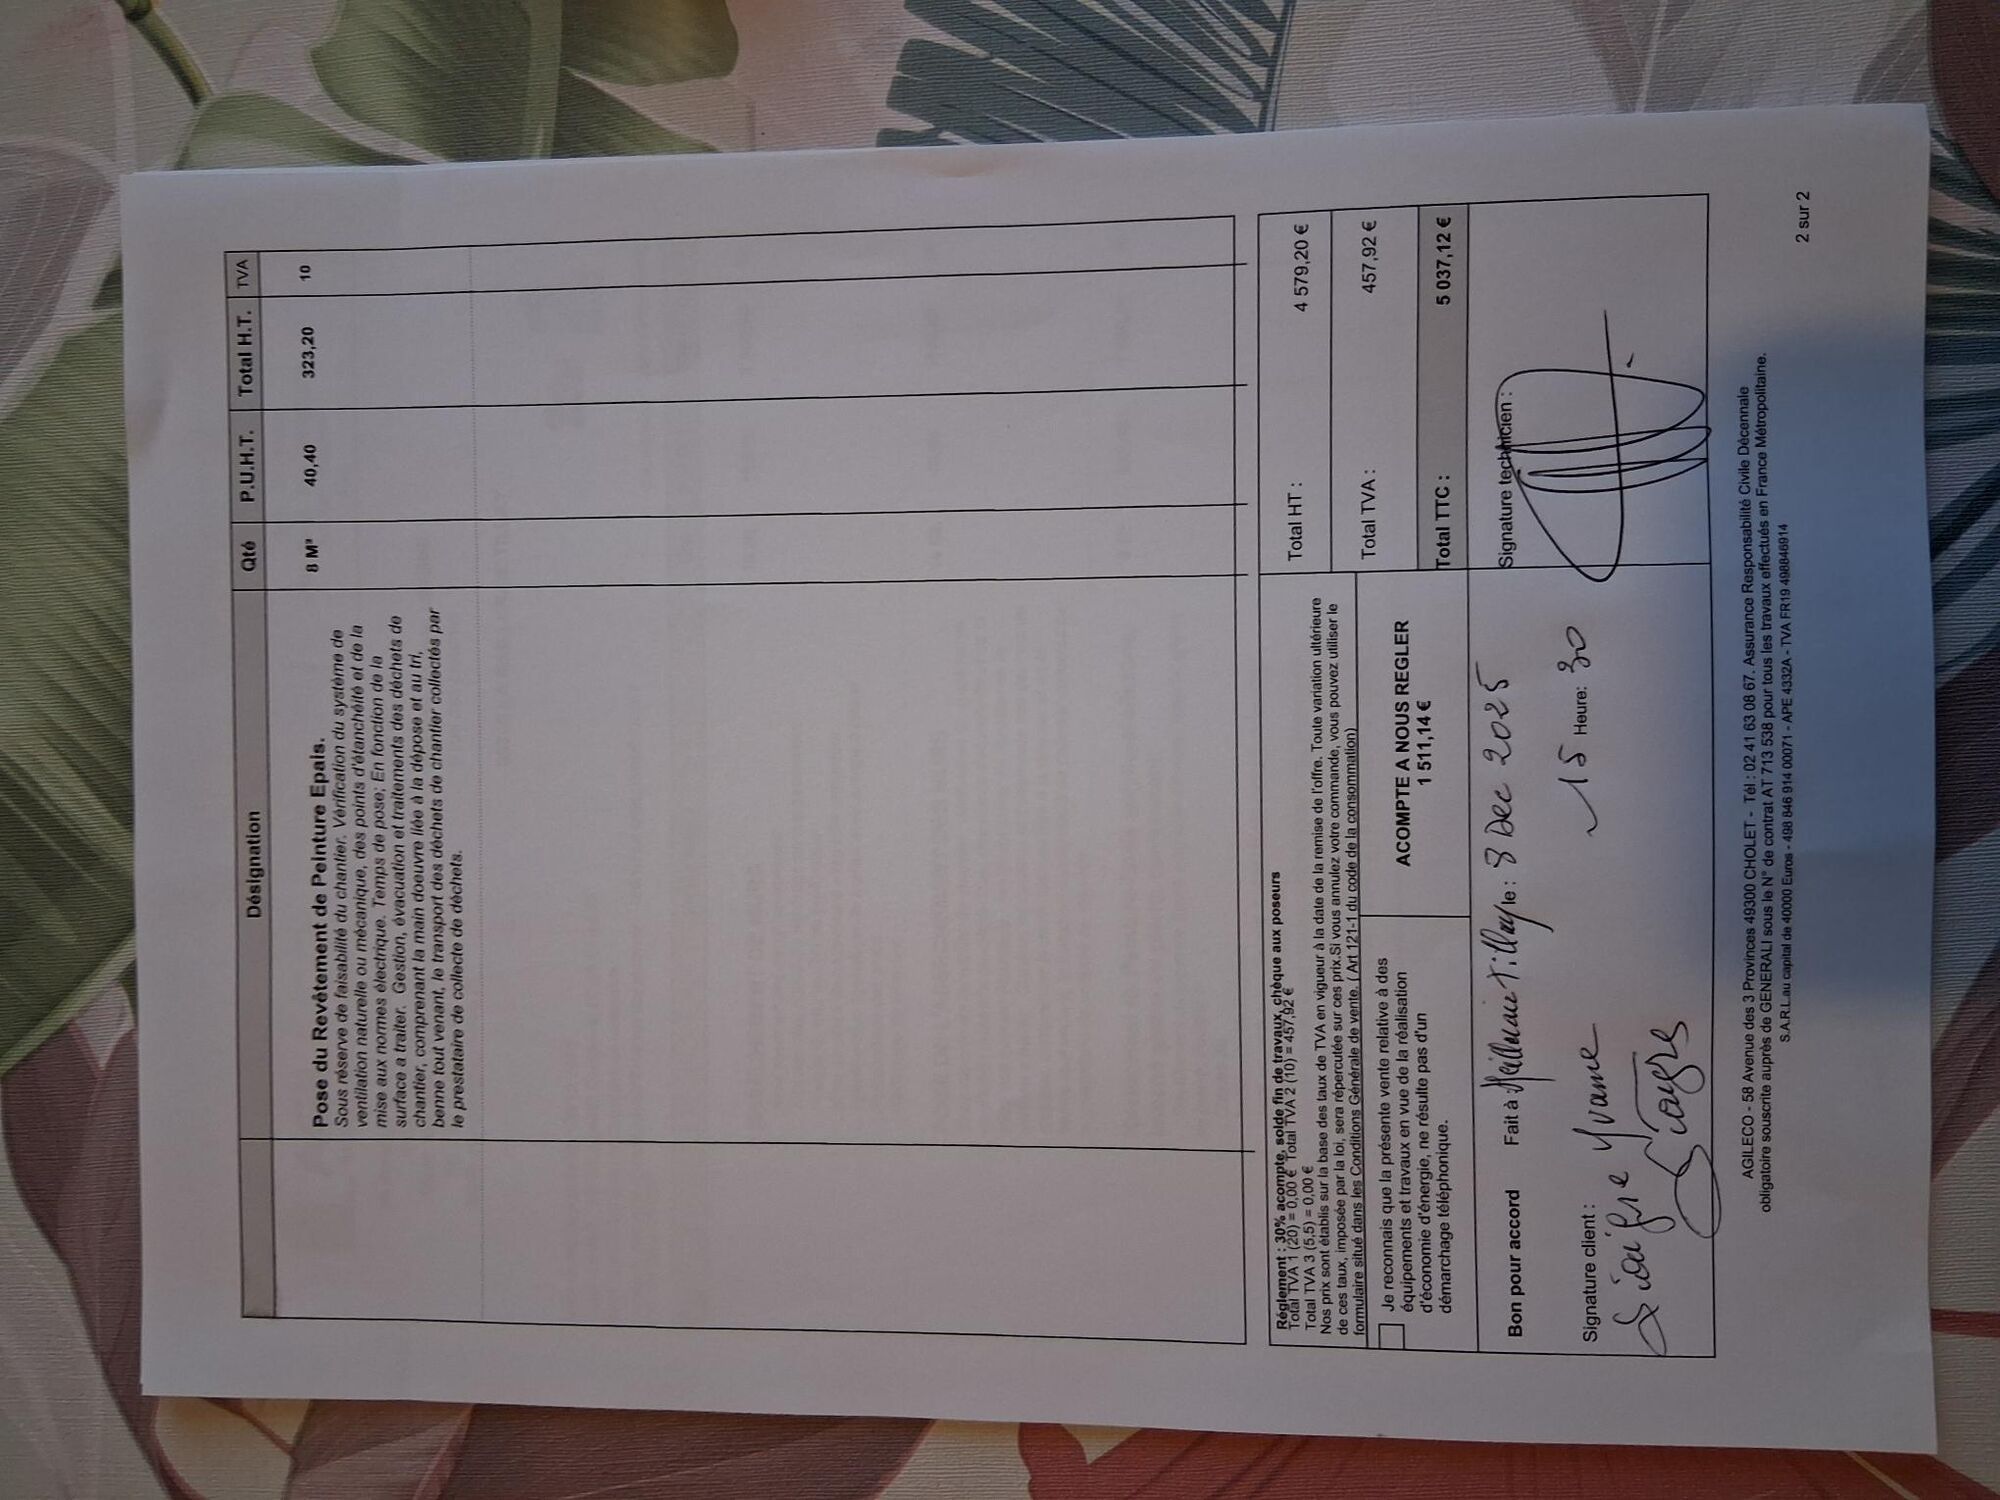 Désignation Qté P.U.H.T. Total H.T. TVA
Pose du Revêtement de Peinture Epais. 8 M² 40,40 323,20 10
Sous réserve de faisabilité du chantier. Vérification du système de
ventilation naturelle ou mécanique, des points d'étanchéité et de la
mise aux normes électrique. Temps de pose; En fonction de la
surface a traiter. Gestion, évacuation et traitements des déchets de
chantier, comprenant la main doeuvre liée à la dépose et au tri,
benne tout venant, le transport des déchets de chantier collectés par
le prestataire de collecte de déchets.
Réglement : 30% acompte, solde fin de travaux, chèque aux poseurs
Total TVA 1 (20) = 0,00 € Total TVA 2 (10) = 457,92 €
Total TVA 3 (5.5) = 0,00 €
Nos prix sont établis sur la base des taux de TVA en vigueur à la date de la remise de l'offre. Toute variation ultérieure
de ces taux, imposée par la loi, sera répercutée sur ces prix.Si vous annulez votre commande, vous pouvez utiliser le
formulaire situé dans les Conditions Générale de vente. ( Art 121-1 du code de la consommation)
Total HT : 4 579,20 €
Total TVA : 457,92 €
Total TTC : 5 037,12 €
Je reconnais que la présente vente relative à des
équipements et travaux en vue de la réalisation
d'économie d'énergie, ne résulte pas d'un
démarchage téléphonique.
ACOMPTE A NOUS REGLER
1 511,14 €
Bon pour accord Fait à le : 8 Dec 2025
15 Heure: 30
Signature client :
Yvanne
Signature technicien :
AGILECO - 58 Avenue des 3 Provinces 49300 CHOLET - Tél : 02 41 63 08 67. Assurance Responsabilité Civile Décennale
obligatoire souscrite auprès de GENERALI sous le N° de contrat AT 713 538 pour tous les travaux effectués en France Métropolitaine.
S.A.R.L.au capital de 40000 Euros - 498 846 914 00071 - APE 4332A - TVA FR19 498846914
2 sur 2